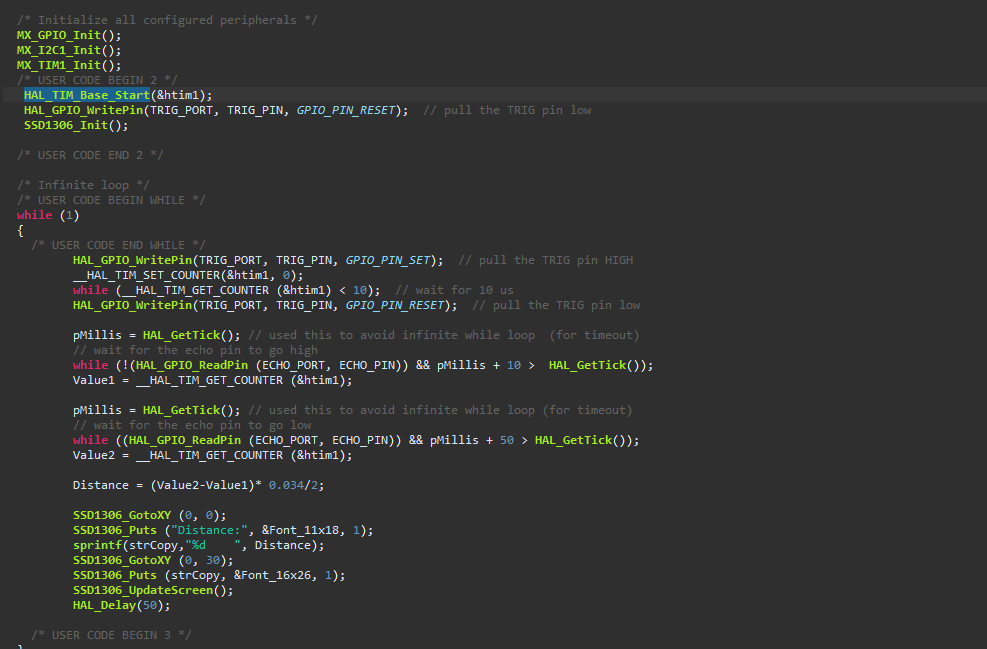 /* Initialize all configured peripherals */
MX_GPIO_Init();
MX_I2C1_Init();
MX_TIM1_Init();
/* USER CODE BEGIN 2 */
HAL_TIM_Base_Start(&htim1);
HAL_GPIO_WritePin(TRIG_PORT, TRIG_PIN, GPIO_PIN_RESET);  // pull the TRIG pin low
SSD1306_Init();
/* USER CODE END 2 */
/* Infinite loop */
/* USER CODE BEGIN WHILE */
while (1)
{
/* USER CODE END WHILE */
HAL_GPIO_WritePin(TRIG_PORT, TRIG_PIN, GPIO_PIN_SET);  // pull the TRIG pin HIGH
__HAL_TIM_SET_COUNTER(&htim1, 0);
while (__HAL_TIM_GET_COUNTER (&htim1) < 10);  // wait for 10 us
HAL_GPIO_WritePin(TRIG_PORT, TRIG_PIN, GPIO_PIN_RESET);  // pull the TRIG pin low
pMillis = HAL_GetTick(); // used this to avoid infinite while loop  (for timeout)
// wait for the echo pin to go high
while (!(HAL_GPIO_ReadPin (ECHO_PORT, ECHO_PIN)) && pMillis + 10 >  HAL_GetTick());
Value1 = __HAL_TIM_GET_COUNTER (&htim1);
pMillis = HAL_GetTick(); // used this to avoid infinite while loop (for timeout)
// wait for the echo pin to go low
while ((HAL_GPIO_ReadPin (ECHO_PORT, ECHO_PIN)) && pMillis + 50 > HAL_GetTick());
Value2 = __HAL_TIM_GET_COUNTER (&htim1);
Distance = (Value2-Value1)* 0.034/2;
SSD1306_GotoXY (0, 0);
SSD1306_Puts ("Distance:", &Font_11x18, 1);
sprintf(strCopy,"%d    ", Distance);
SSD1306_GotoXY (0, 30);
SSD1306_Puts (strCopy, &Font_16x26, 1);
SSD1306_UpdateScreen();
HAL_Delay(50);
/* USER CODE BEGIN 3 */